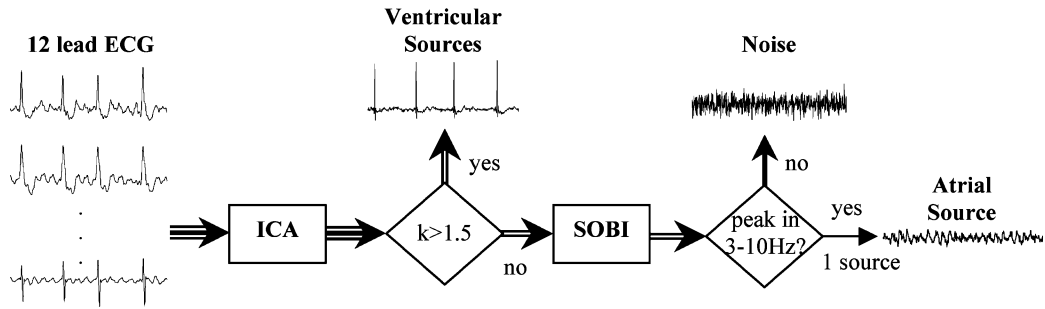 12 lead ECG
Ventricular
Sources
Noise
yes
no
Atrial
Source
ICA
k>1.5
no
SOBI
peak in
3-10Hz?
yes
1 source